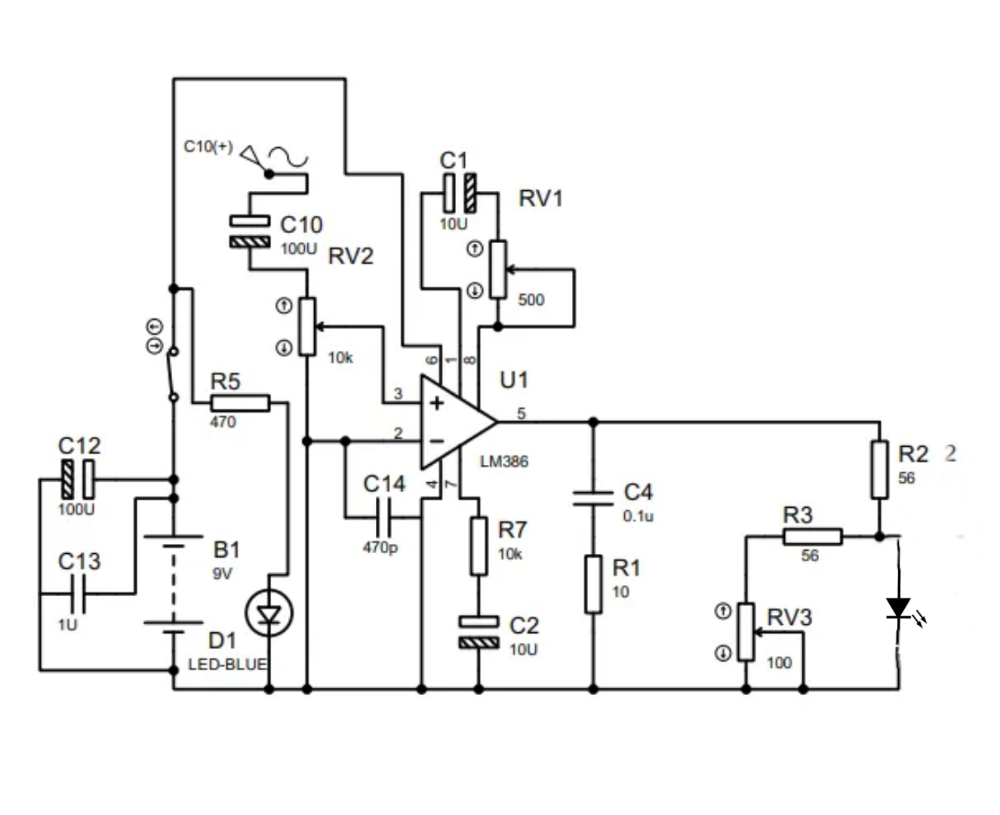 C10(+)
C1
10U
RV1
C10
100U
RV2
500
10k
6
1
8
R5
470
3
U1
5
2
LM386
R2 2
56
C12
100U
4
7
C14
470p
C4
0.1u
R3
56
R7
10k
B1
9V
C13
1U
R1
10
RV3
100
C2
10U
D1
LED-BLUE